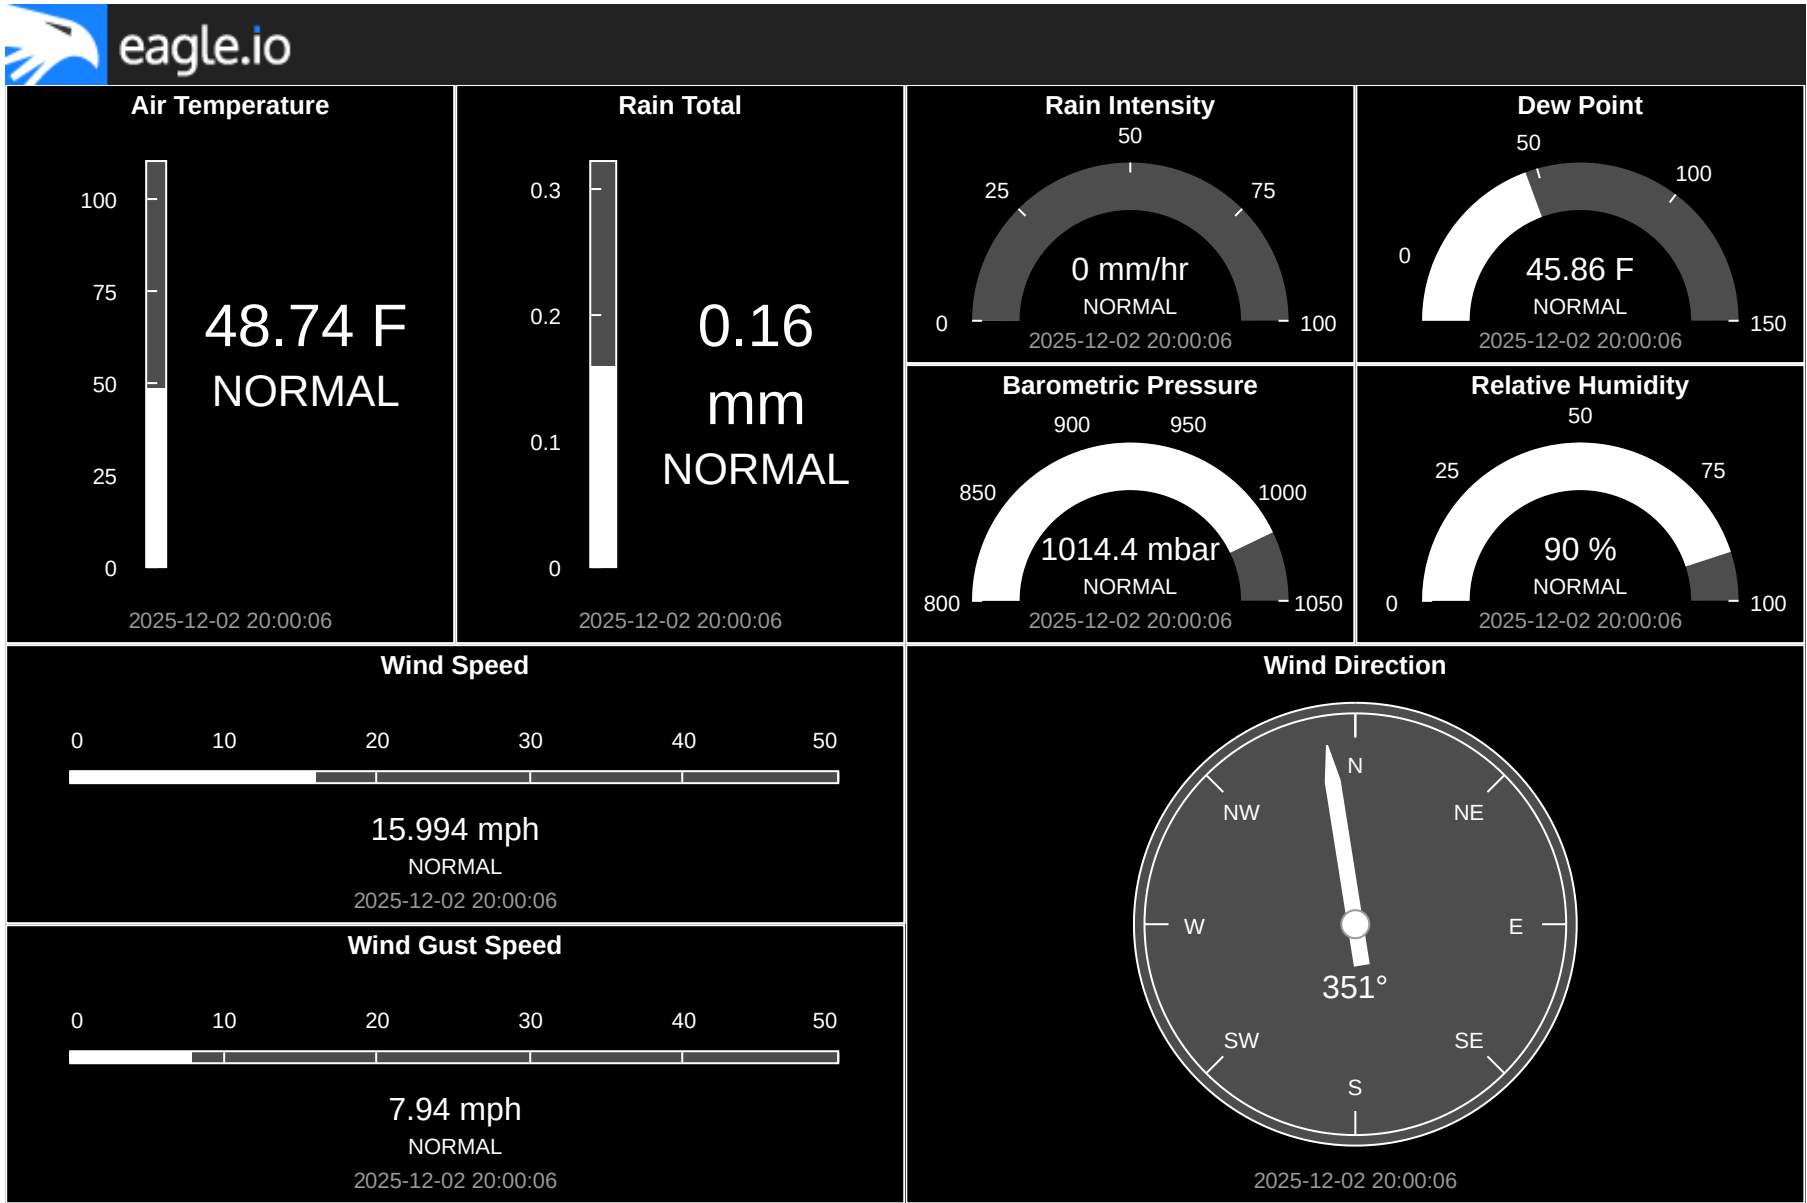 eagle.io
Air Temperature
100
75
50
25
0
48.74 F
NORMAL
2025-12-02 20:00:06
Rain Total
0.3
0.2
0.1
0
0.16
mm
NORMAL
2025-12-02 20:00:06
Rain Intensity
0
25
50
75
100
0 mm/hr
NORMAL
2025-12-02 20:00:06
Dew Point
0
50
100
150
45.86 F
NORMAL
2025-12-02 20:00:06
Barometric Pressure
800
850
900
950
1000
1050
1014.4 mbar
NORMAL
2025-12-02 20:00:06
Relative Humidity
0
25
50
75
100
90 %
NORMAL
2025-12-02 20:00:06
Wind Speed
0 10 20 30 40 50
15.994 mph
NORMAL
2025-12-02 20:00:06
Wind Gust Speed
0 10 20 30 40 50
7.94 mph
NORMAL
2025-12-02 20:00:06
Wind Direction
N
NW NE
W E
351°
SW SE
S
2025-12-02 20:00:06